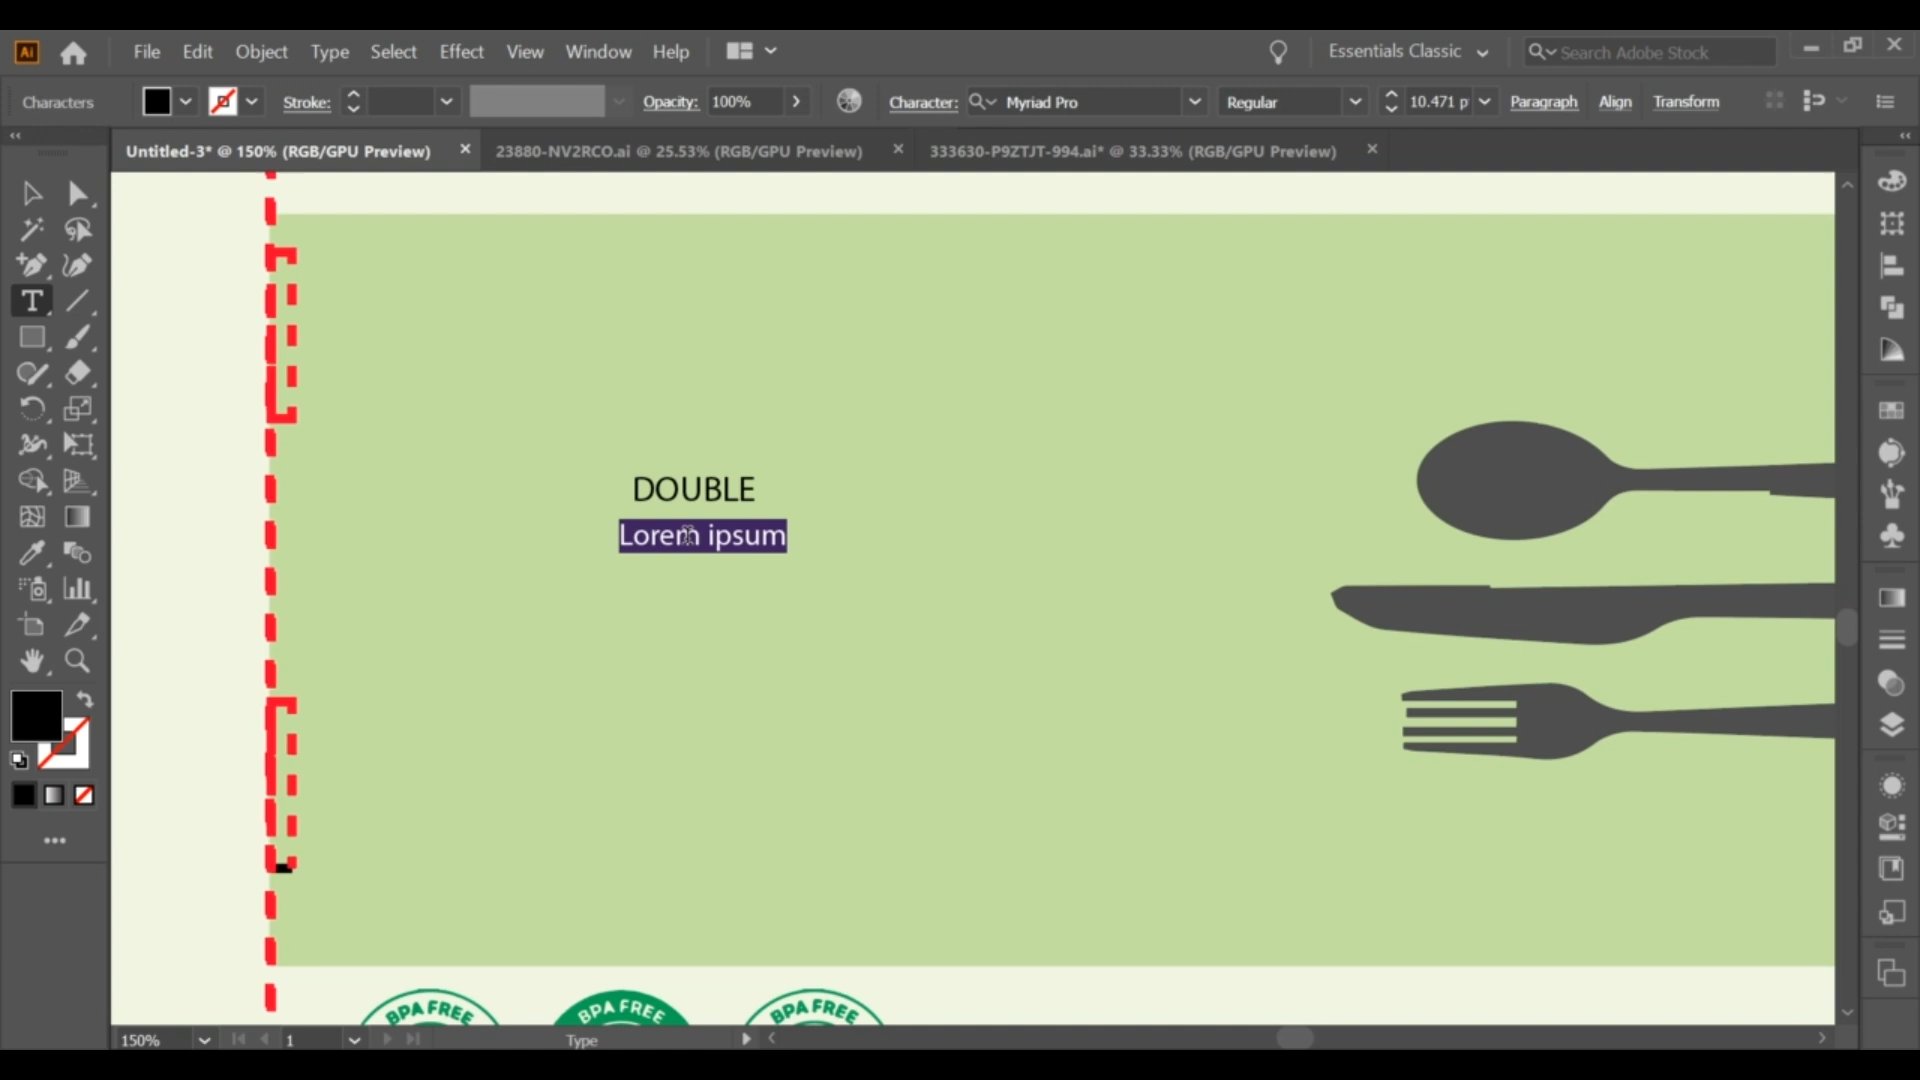 Ai File Edit Object Type Select Effect View Window Help Essentials Classic Search Adobe Stock
Characters Stroke: Opacity: 100% Character: Myriad Pro Regular 10.471 p Paragraph Align Transform
Untitled-3* @ 150% (RGB/GPU Preview) 23880-NV2RCO.ai @ 25.53% (RGB/GPU Preview) 333630-P9ZTJT-994.ai* @ 33.33% (RGB/GPU Preview)
DOUBLE
Lorem ipsum
BPA FREE BPA FREE BPA FREE
150% 1 Type